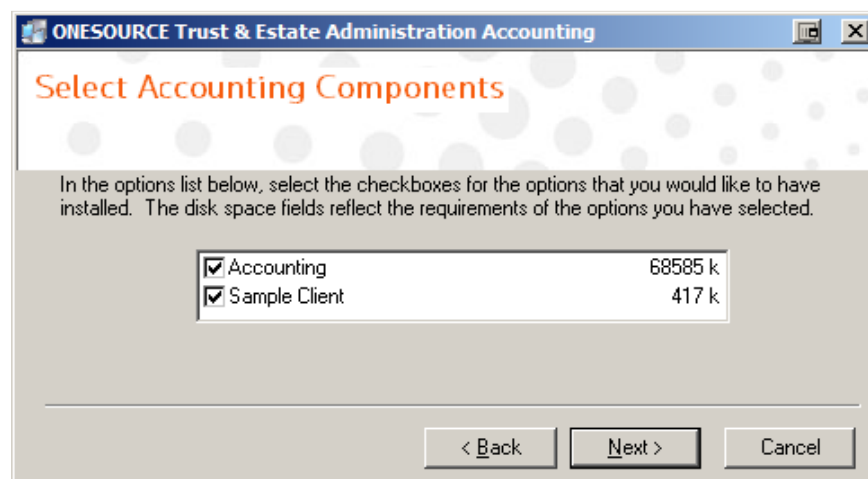 ONESOURCE Trust & Estate Administration Accounting
Select Accounting Components
In the options list below, select the checkboxes for the options that you would like to have
installed.  The disk space fields reflect the requirements of the options you have selected.
Accounting 68585 k
Sample Client 417 k
< Back Next > Cancel